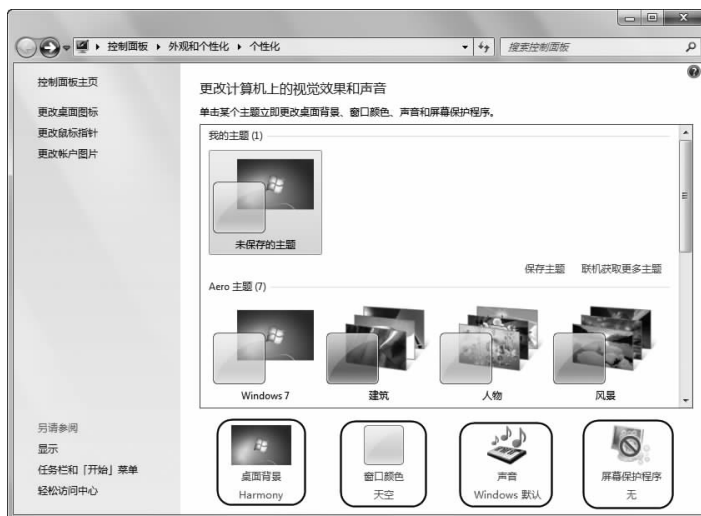 控制面板 ▸ 外观和个性化 ▸ 个性化
搜索控制面板
控制面板主页
更改桌面图标
更改鼠标指针
更改帐户图片
更改计算机上的视觉效果和声音
单击某个主题立即更改桌面背景、窗口颜色、声音和屏幕保护程序。
我的主题 (1)
未保存的主题
保存主题 联机获取更多主题
Aero 主题 (7)
Windows 7 建筑 人物 风景
另请参阅
显示
任务栏和「开始」菜单
轻松访问中心
桌面背景 窗口颜色 声音 屏幕保护程序
Harmony 天空 Windows 默认 无